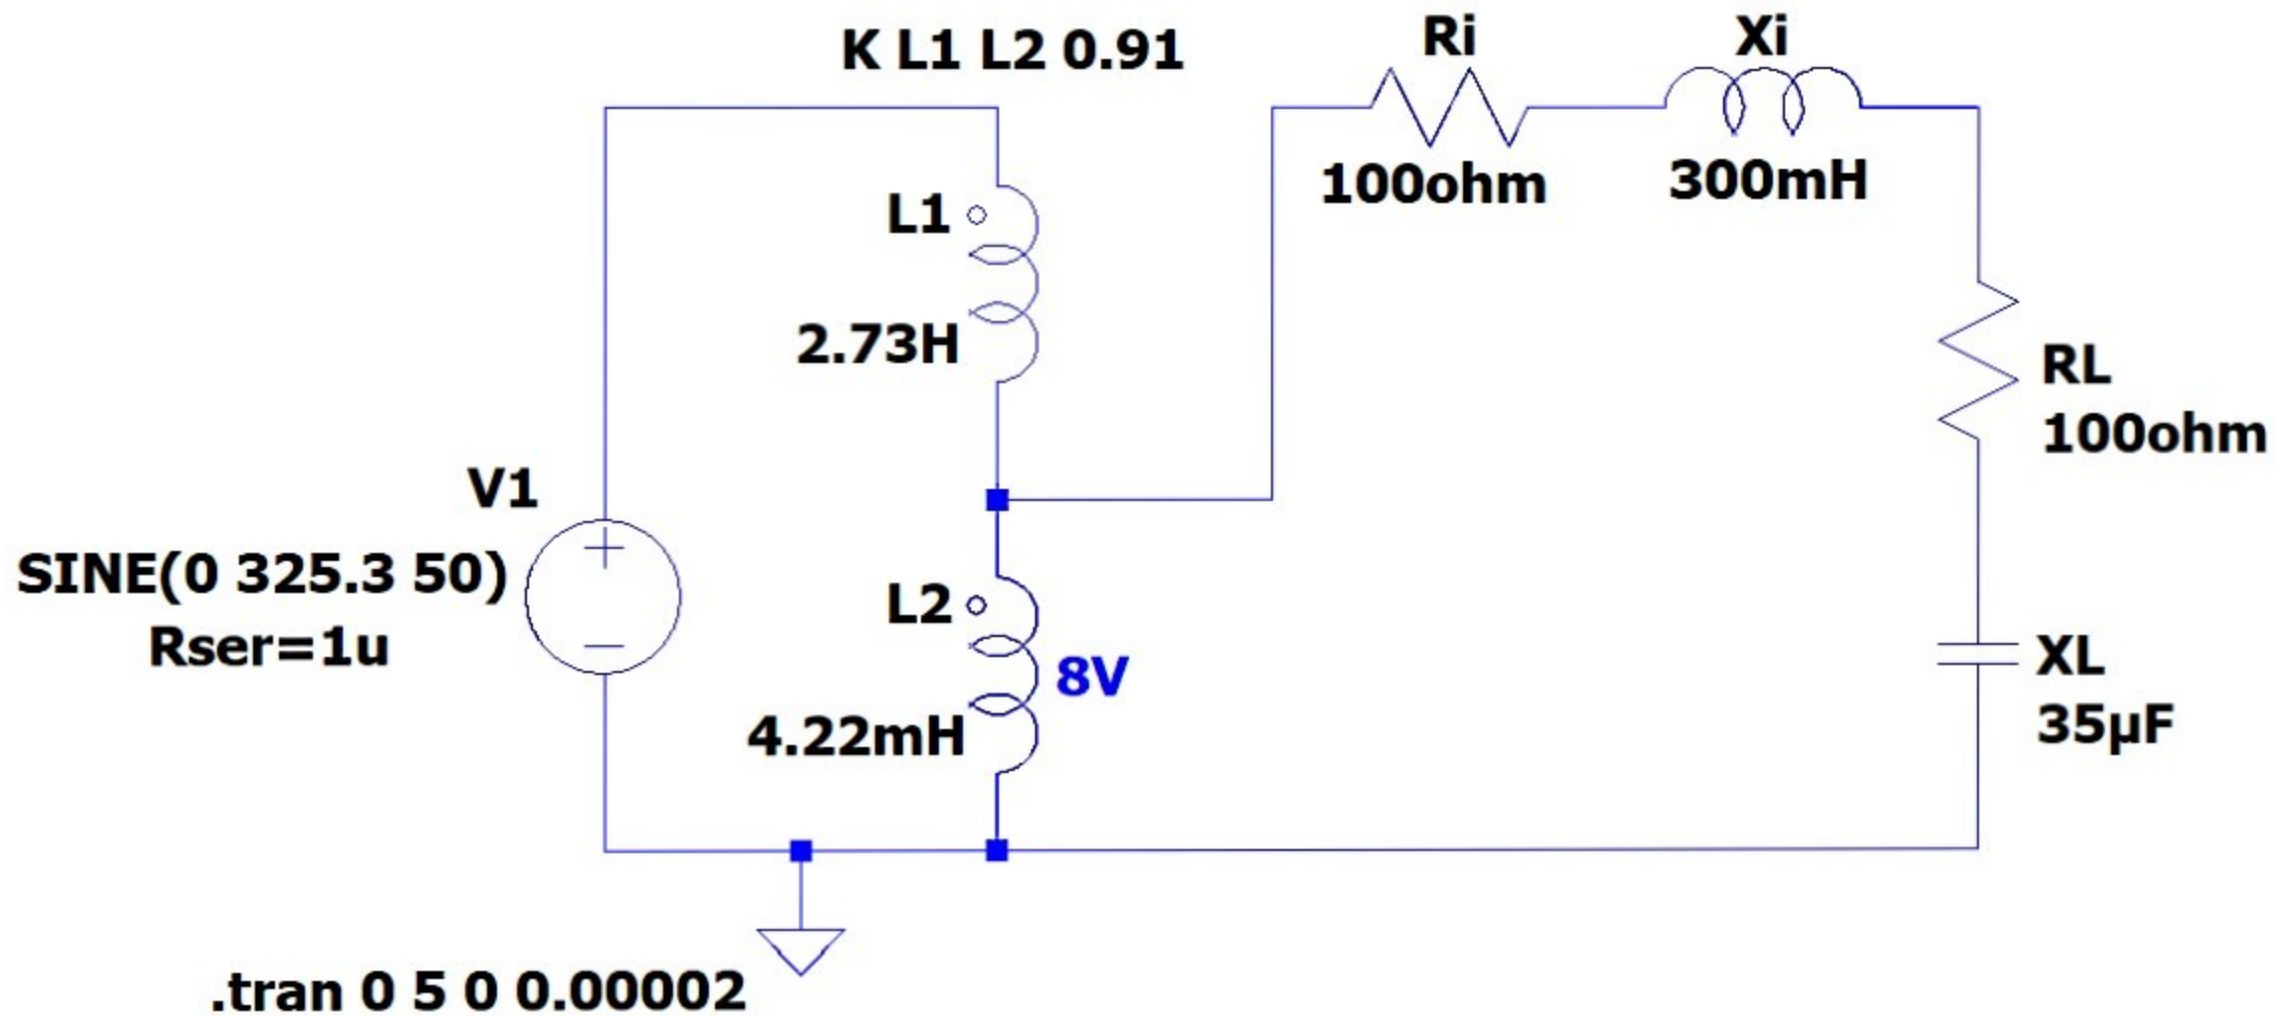 K L1 L2 0.91
Ri
Xi
100ohm
300mH
L1
2.73H
RL
100ohm
V1
SINE(0 325.3 50)
Rser=1u
L2
8V
4.22mH
XL
35µF
.tran 0 5 0 0.00002